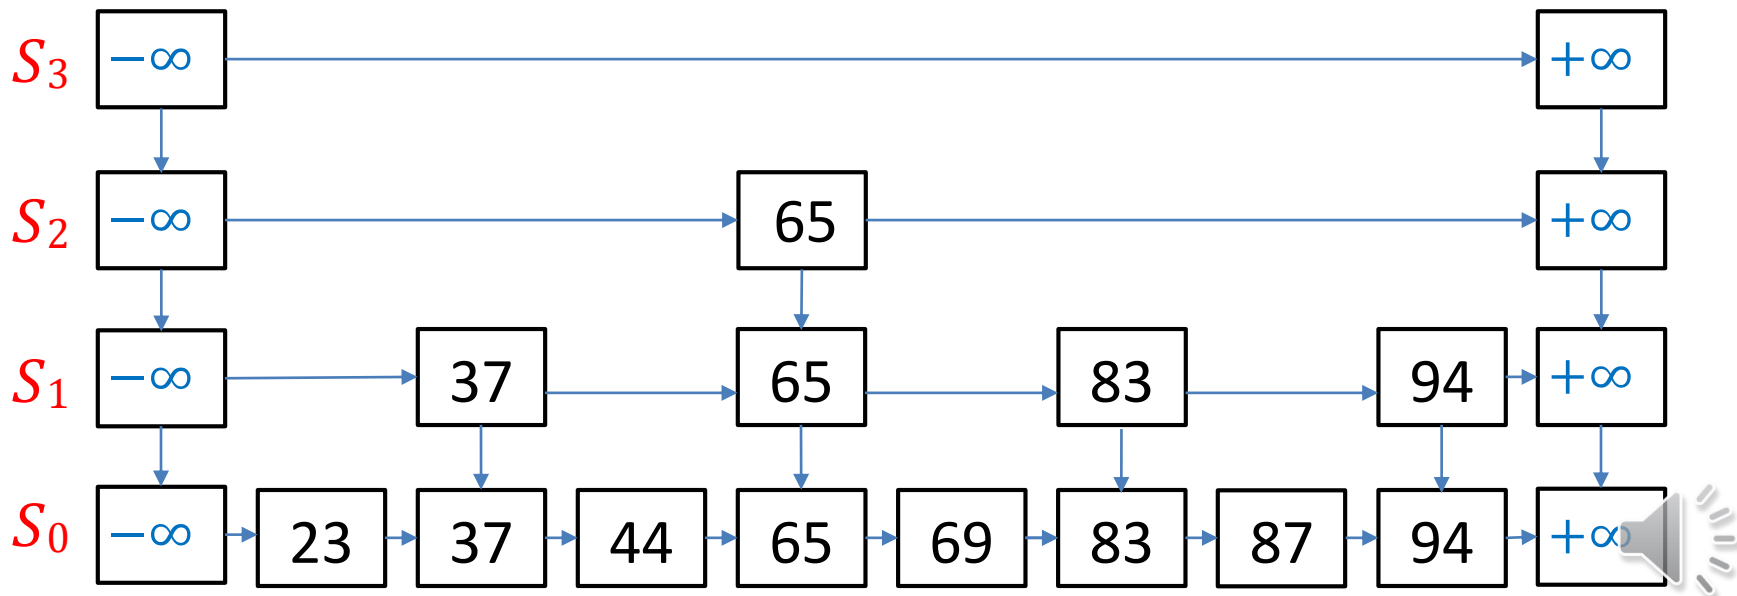 S3 −∞ +∞
S2 −∞ 65 +∞
S1 −∞ 37 65 83 94 +∞
S0 −∞ 23 37 44 65 69 83 87 94 +∞